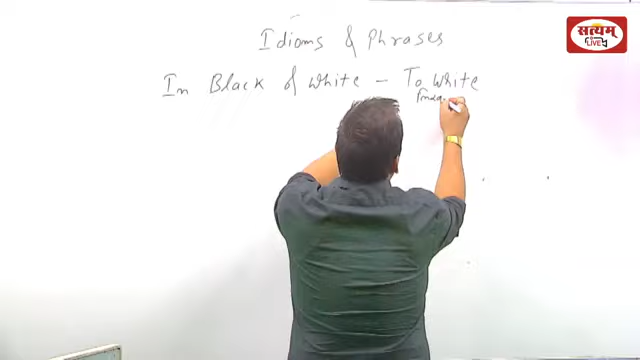 Idioms & Phrases
In Black & White - To White
सत्यम्
LIVE